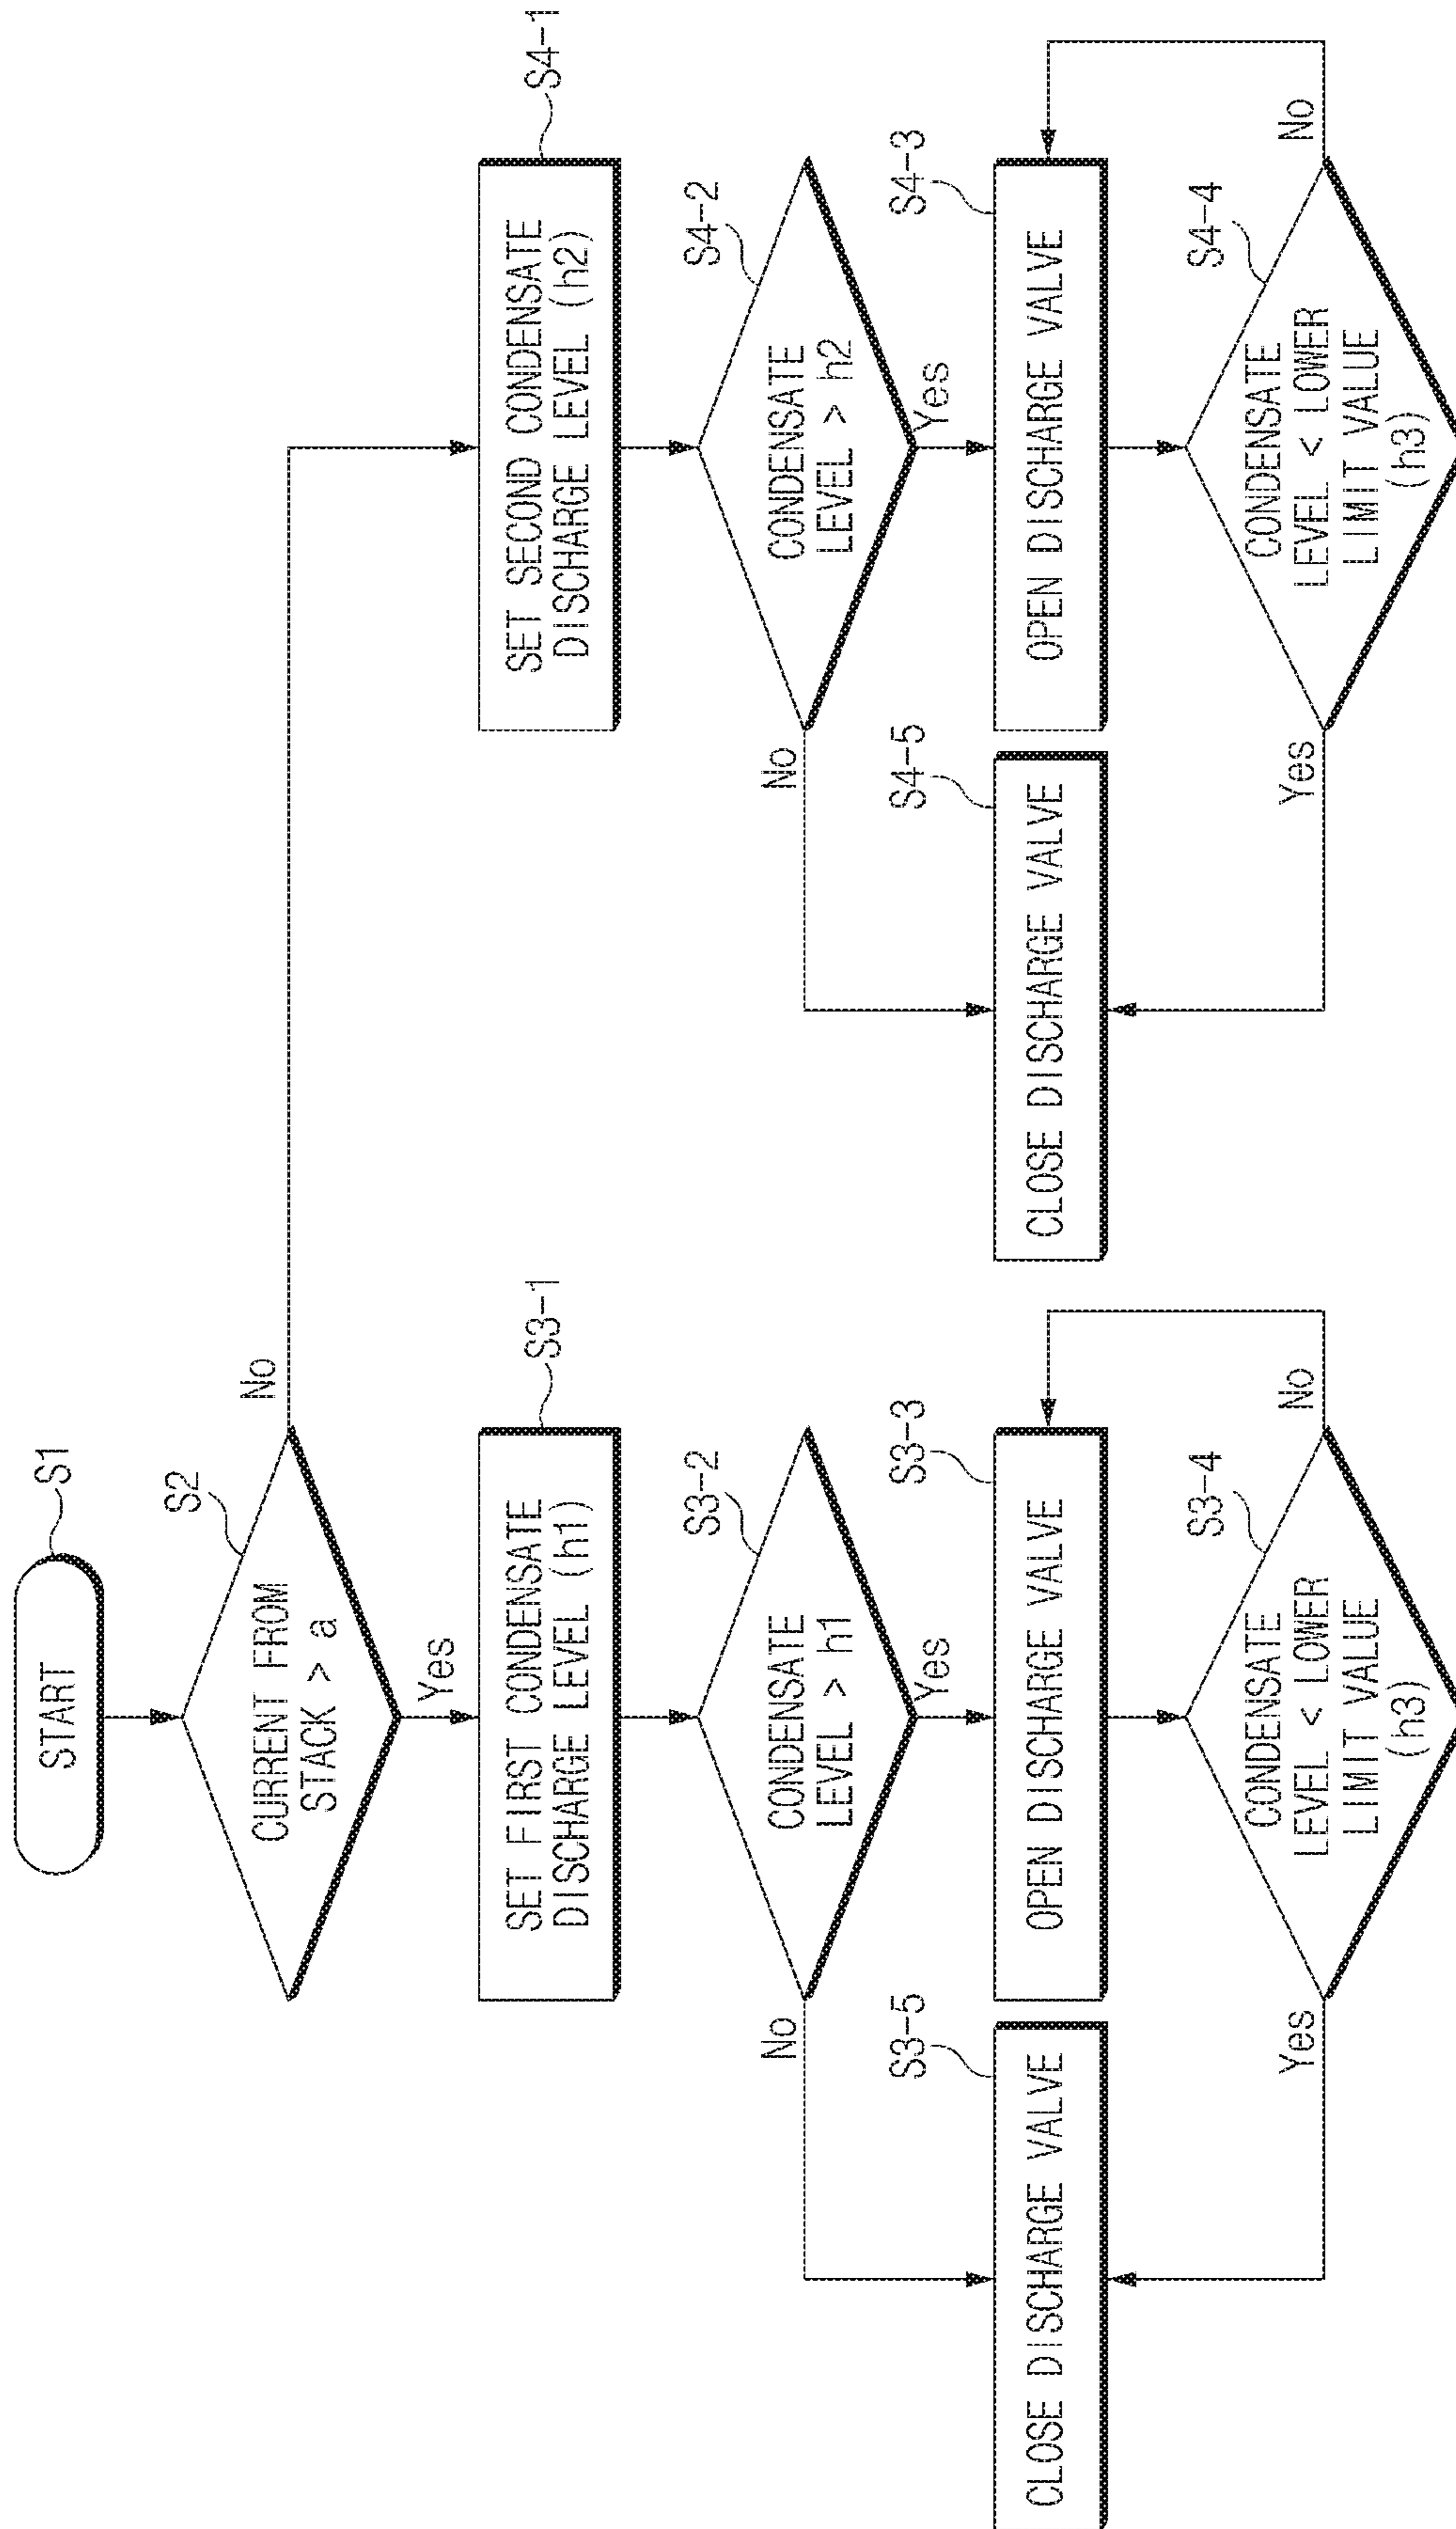 START
S1
CURRENT FROM
STACK > a
S2
No
Yes
SET FIRST CONDENSATE
DISCHARGE LEVEL (h1)
S3-1
SET SECOND CONDENSATE
DISCHARGE LEVEL (h2)
S4-1
CONDENSATE
LEVEL > h1
S3-2
No
Yes
CONDENSATE
LEVEL > h2
S4-2
No
Yes
CLOSE DISCHARGE VALVE
S3-5
OPEN DISCHARGE VALVE
S3-3
CLOSE DISCHARGE VALVE
S4-5
OPEN DISCHARGE VALVE
S4-3
CONDENSATE
LEVEL < LOWER
LIMIT VALUE
(h3)
S3-4
Yes
No
CONDENSATE
LEVEL < LOWER
LIMIT VALUE
(h3)
S4-4
Yes
No